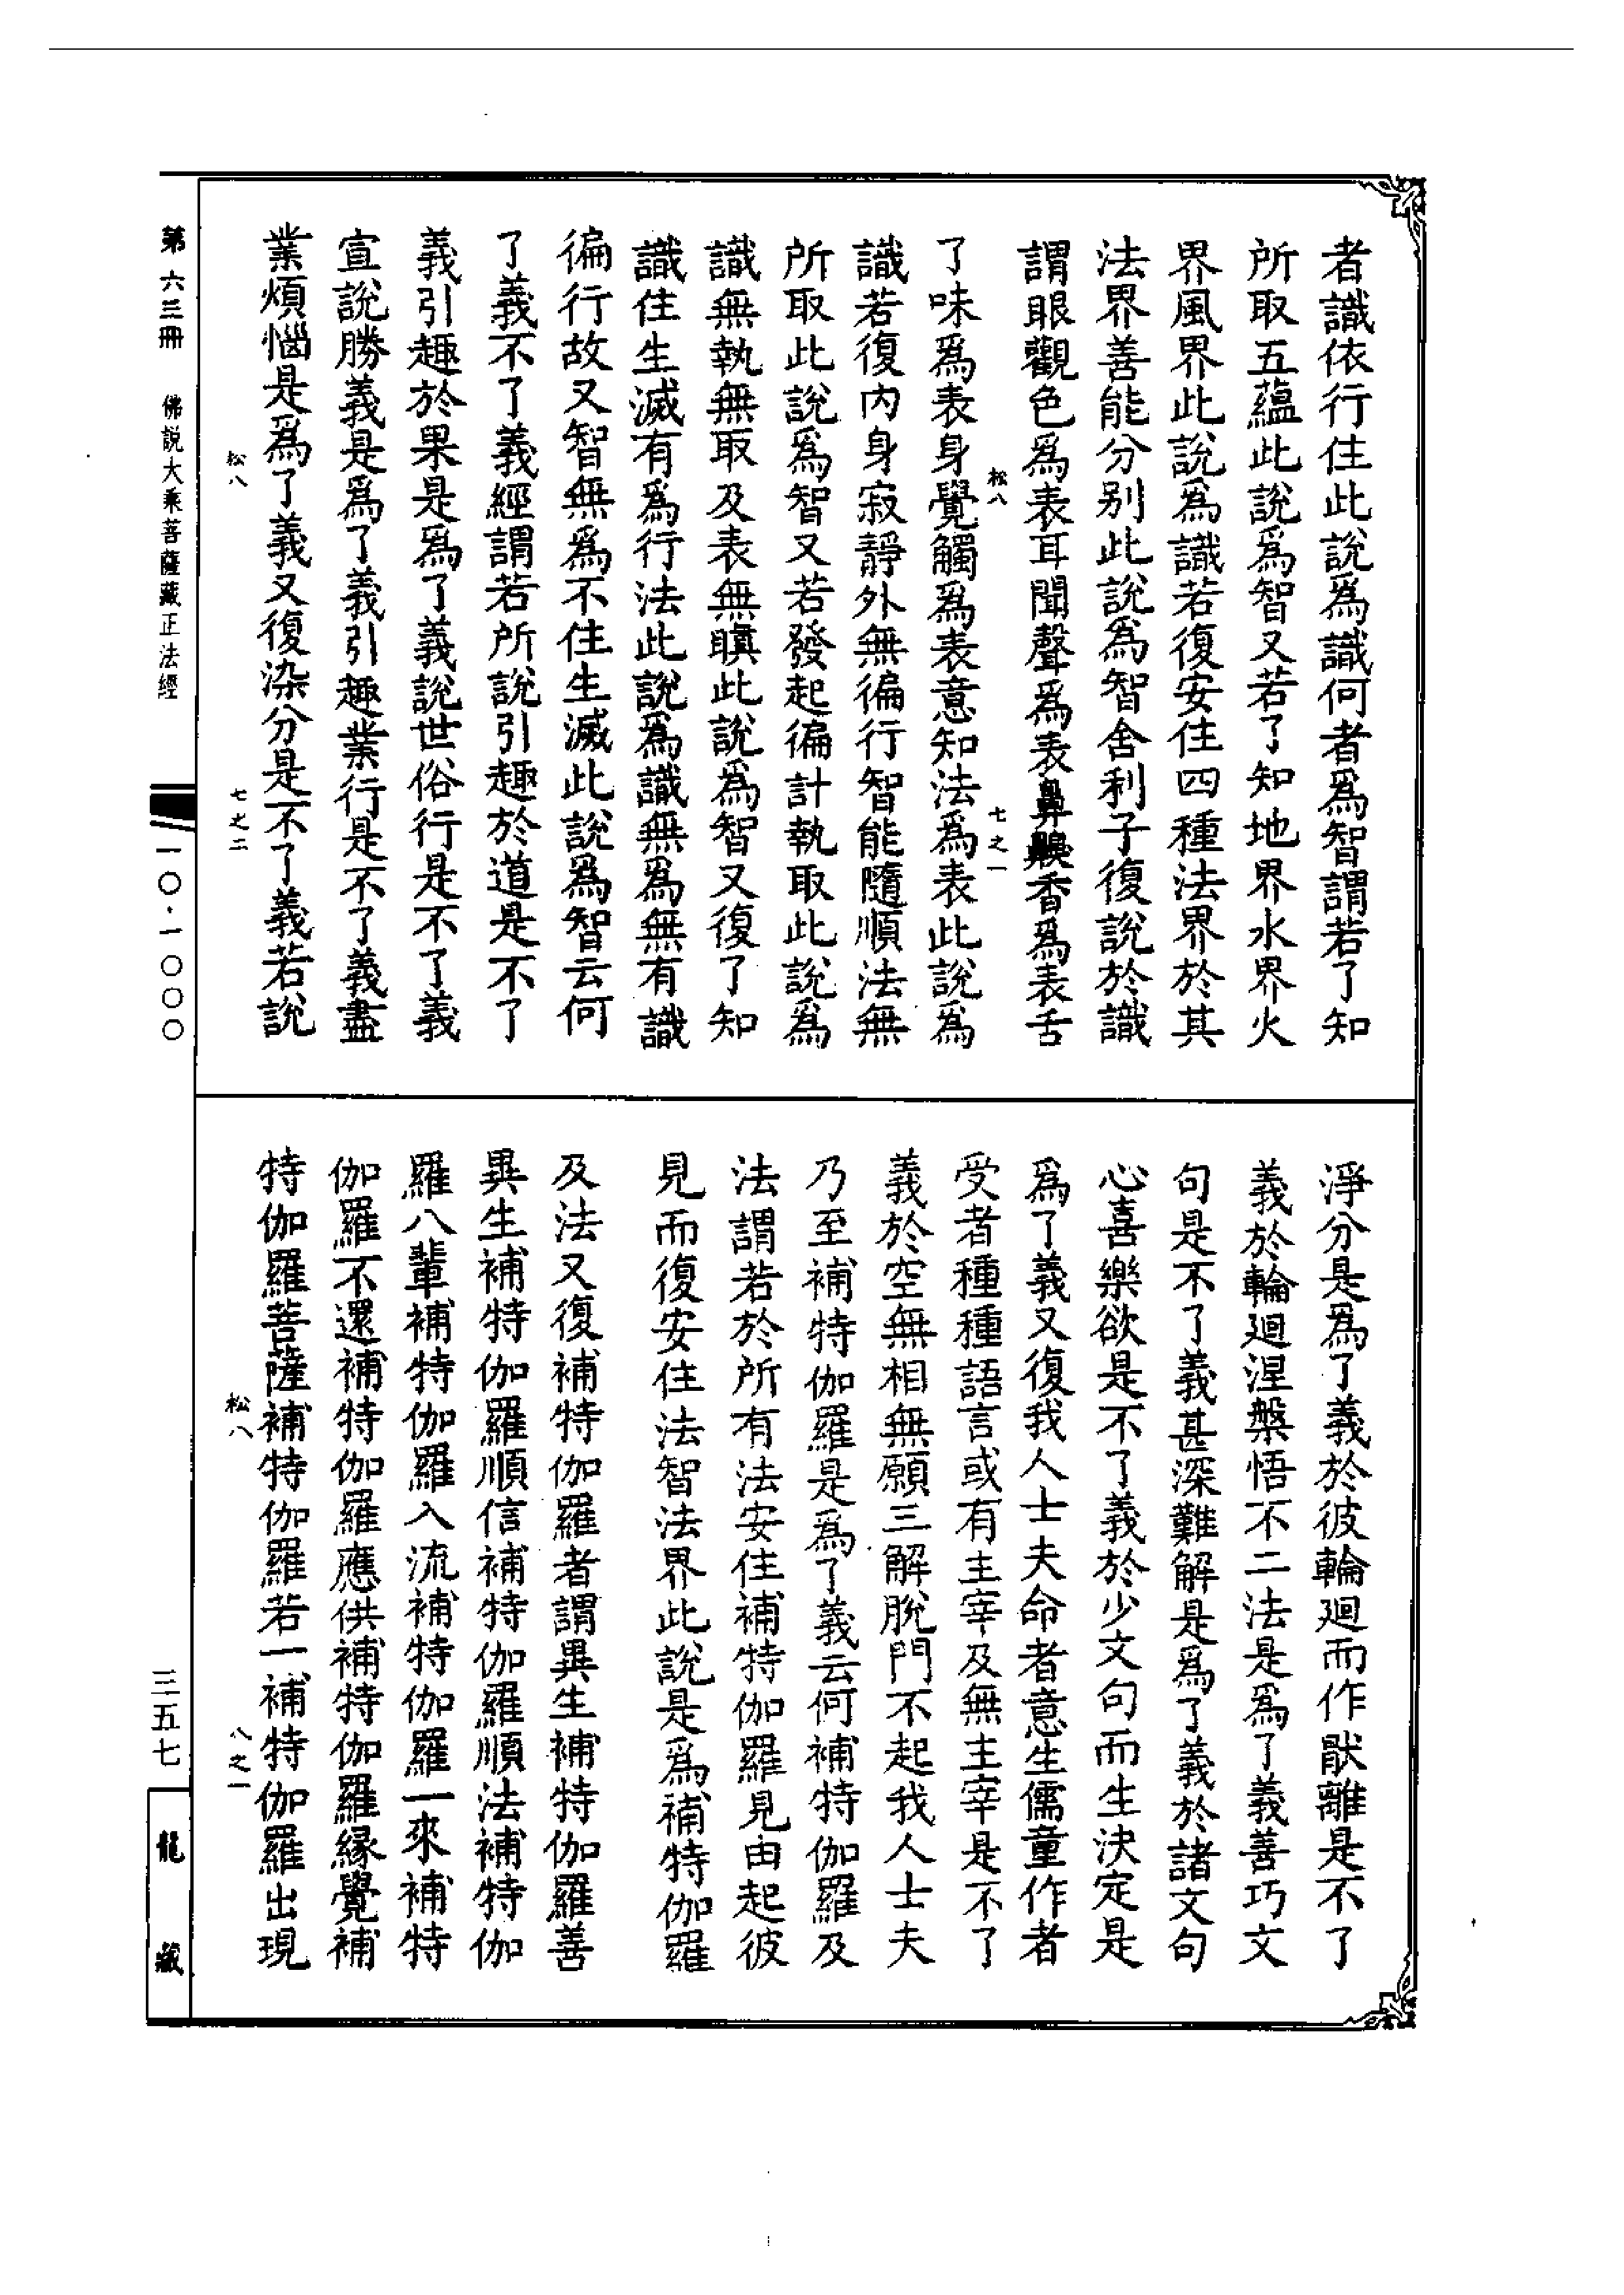 者識依行住此說爲識何者爲智謂若了知
所取五蘊此說爲智又若了知地界水界火
界風界此說爲識若復安住四種法界於其
法界善能分别此說爲智舍利子復說於識
謂眼觀色爲表耳聞聲爲表鼻齅香爲表舌
松八
七之一
了味爲表身覺觸爲表意知法爲表此說爲
識若復内身寂靜外無徧行智能隨順法無
所取此說爲智又若發起徧計執取此說爲
識無執無取及表無瞋此說爲智又復了知
識住生滅有爲行法此說爲識無爲無有識
徧行故又智無爲不住生滅此說爲智云何
了義不了義經謂若所說引趣於道是不了
義引趣於果是爲了義說世俗行是不了義
宣說勝義是爲了義引趣業行是不了義盡
業煩惱是爲了義又復染分是不了義若說
松八
七之二
淨分是爲了義於彼輪廻而作猒離是不了
義於輪廻涅槃悟不二法是爲了義善巧文
句是不了義甚深難解是爲了義於諸文句
心喜樂欲是不了義於少文句而生決定是
爲了義又復我人士夫命者意生儒童作者
受者種種語言或有主宰及無主宰是不了
義於空無相無願三解脫門不起我人士夫
乃至補特伽羅是爲了義云何補特伽羅及
法謂若於所有法安住補特伽羅見由起彼
見而復安住法智法界此說是爲補特伽羅
及法又復補特伽羅者謂異生補特伽羅善
異生補特伽羅順信補特伽羅順法補特伽
羅八輩補特伽羅入流補特伽羅一來補特
伽羅不還補特伽羅應供補特伽羅緣覺補
特伽羅菩薩補特伽羅若一補特伽羅出現
松八
八之一
第六三冊
佛説大乘菩薩藏正法經
一〇·一〇〇〇
三五七
龍藏